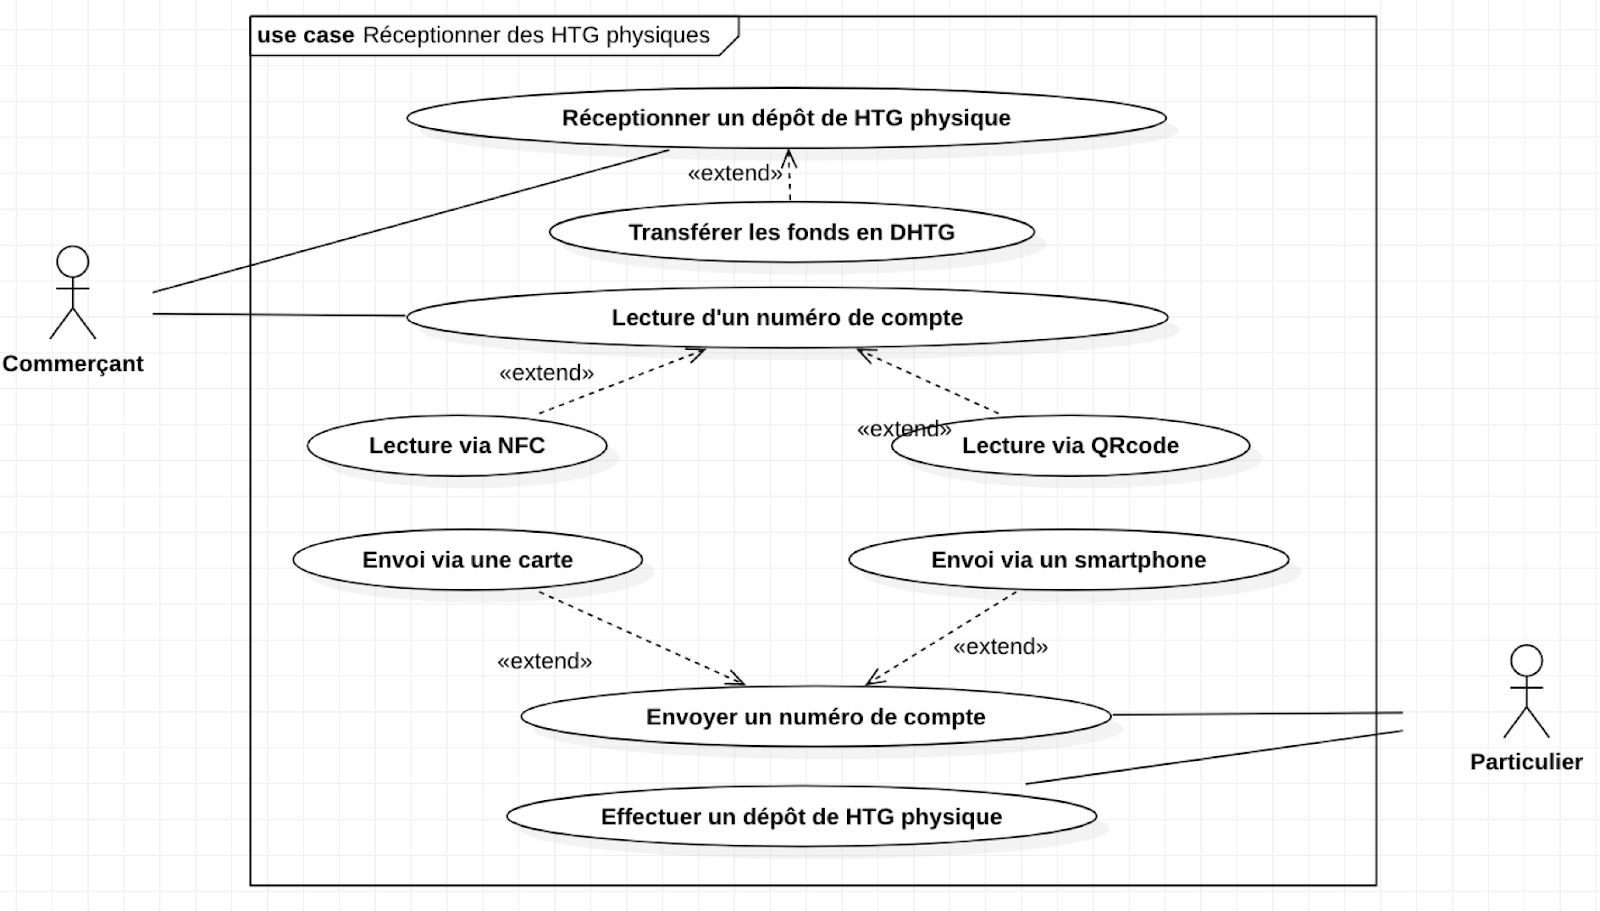 use case Réceptionner des HTG physiques
Réceptionner un dépôt de HTG physique
«extend»
Transférer les fonds en DHTG
Commerçant
Lecture d'un numéro de compte
«extend»
«extend»
Lecture via NFC
Lecture via QRcode
Envoi via une carte
Envoi via un smartphone
«extend»
«extend»
Envoyer un numéro de compte
Particulier
Effectuer un dépôt de HTG physique